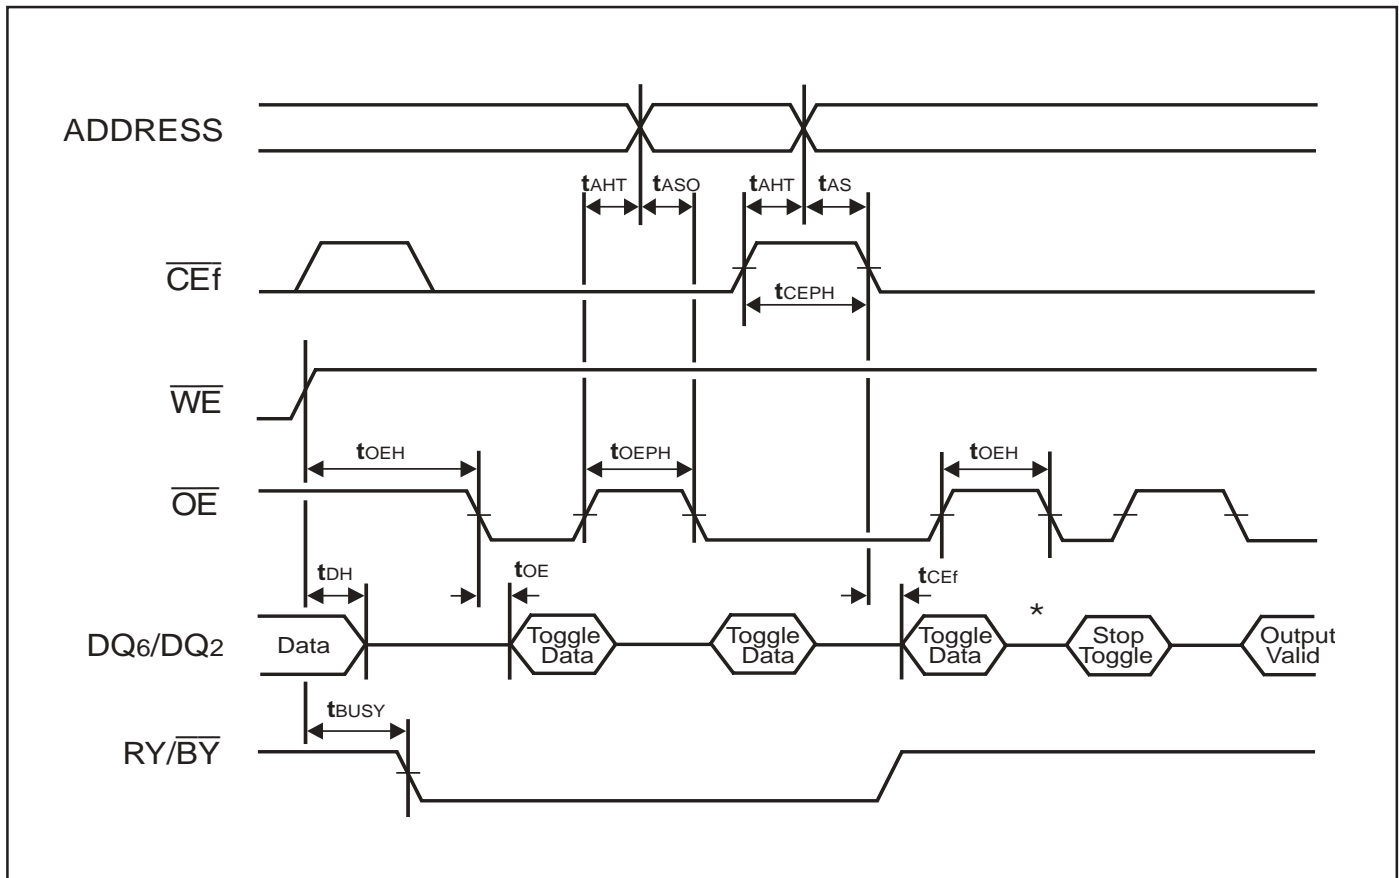 ADDRESS
tAHT tASO tAHT tAS
CEf
tCEPH
WE
tOEH tOEPH tOEH
OE
tDH tOE tCEf
*
DQ6/DQ2 Data Toggle Data Toggle Data Toggle Data Stop Toggle Output Valid
tBUSY
RY/BY